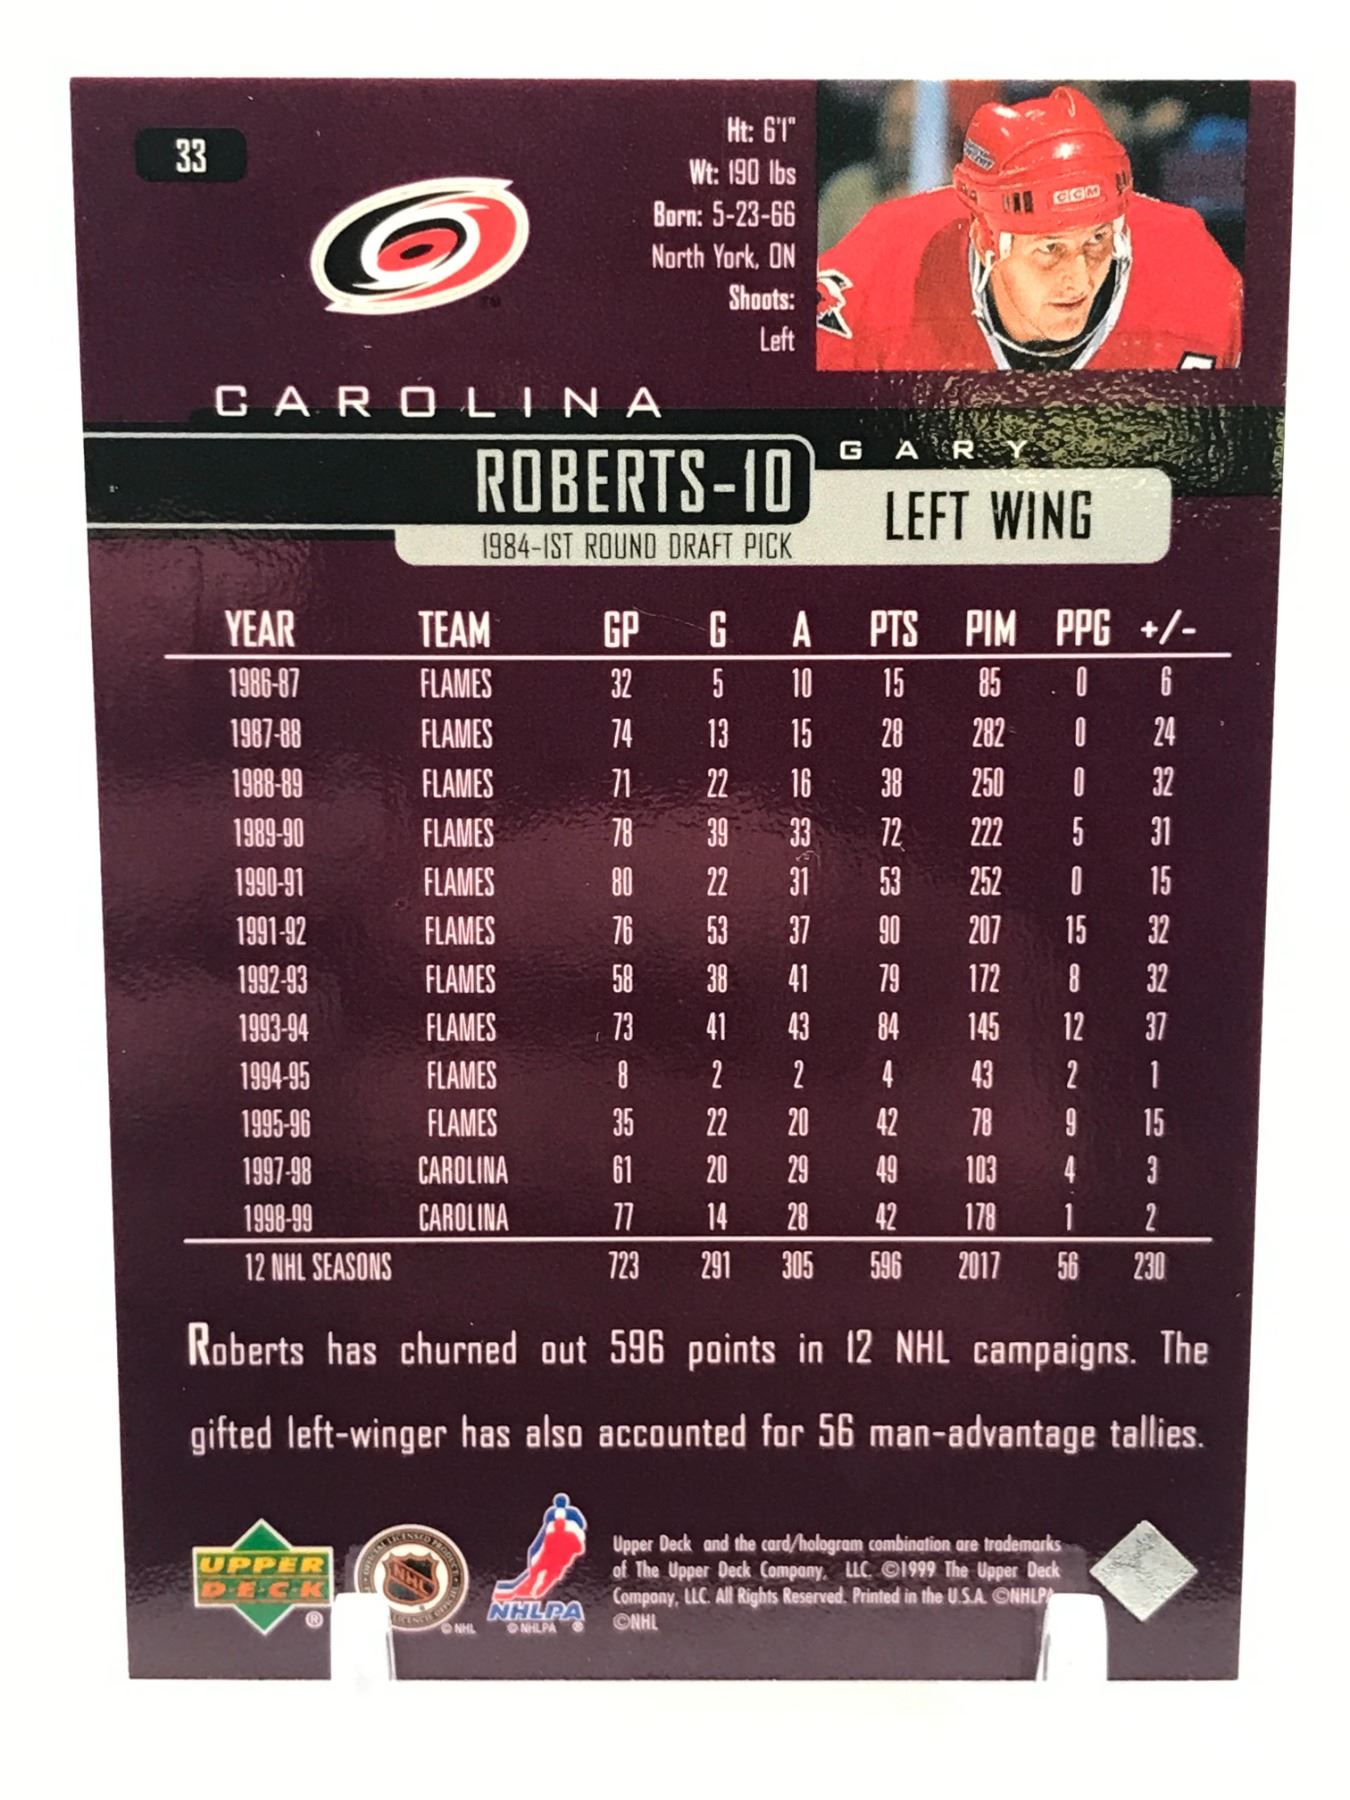 33
Ht: 6'1"
Wt: 190 lbs
Born: 5-23-66
North York, ON
Shoots:
Left
CCM
TM
CAROLINA
GARY
ROBERTS-10
LEFT WING
1984-1ST ROUND DRAFT PICK
YEAR TEAM GP G A PTS PIM PPG +/-
1986-87 FLAMES 32 5 10 15 85 0 6
1987-88 FLAMES 74 13 15 28 282 0 24
1988-89 FLAMES 71 22 16 38 250 0 32
1989-90 FLAMES 78 39 33 72 222 5 31
1990-91 FLAMES 80 22 31 53 252 0 15
1991-92 FLAMES 76 53 37 90 207 15 32
1992-93 FLAMES 58 38 41 79 172 8 32
1993-94 FLAMES 73 41 43 84 145 12 37
1994-95 FLAMES 8 2 2 4 43 2 1
1995-96 FLAMES 35 22 20 42 78 9 15
1997-98 CAROLINA 61 20 29 49 103 4 3
1998-99 CAROLINA 77 14 28 42 178 1 2
12 NHL SEASONS 723 291 305 596 2017 56 230
Roberts has churned out 596 points in 12 NHL campaigns. The
gifted left-winger has also accounted for 56 man-advantage tallies.
UPPER
DECK
®
NHL
© NHL
NHLPA
© NHLPA ®
Upper Deck and the card/hologram combination are trademarks
of The Upper Deck Company, LLC. ©1999 The Upper Deck
Company, LLC. All Rights Reserved. Printed in the U.S.A. ©NHLPA
©NHL